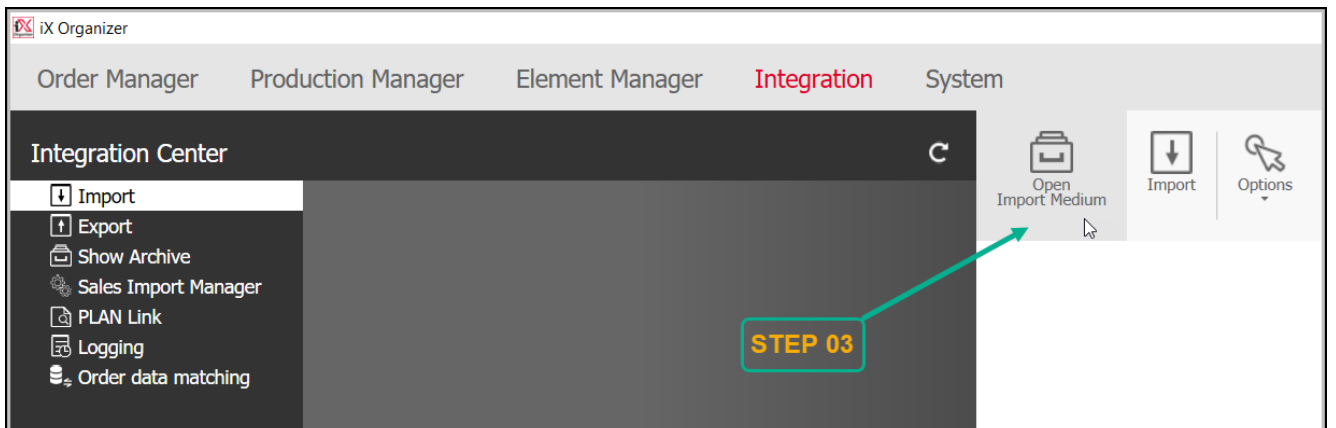 iX Organizer
Order Manager Production Manager Element Manager Integration System
Integration Center
Import
Export
Show Archive
Sales Import Manager
PLAN Link
Logging
Order data matching
Open
Import Medium
Import
Options
STEP 03